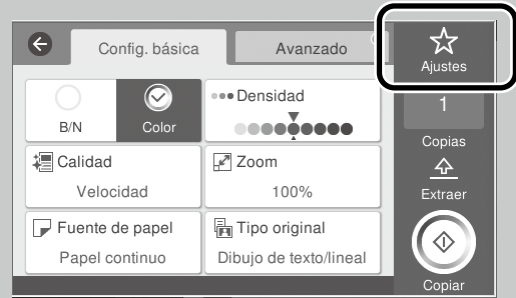 Config. básica
Avanzado
Ajustes
B/N
Color
Densidad
1
Copias
Calidad
Velocidad
Zoom
100%
Extraer
Fuente de papel
Papel continuo
Tipo original
Dibujo de texto/lineal
Copiar